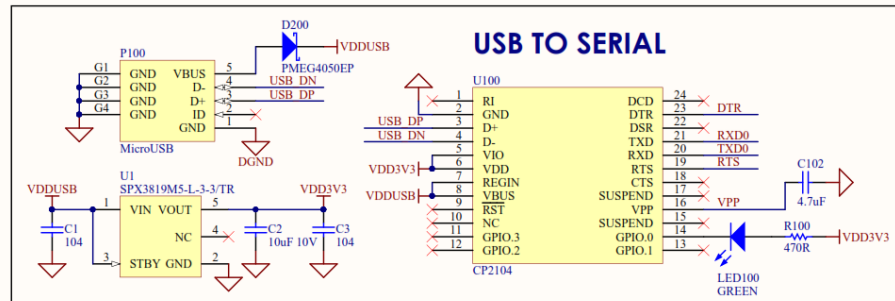 USB TO SERIAL
D200
VDDUSB
PMEG4050EP
P100
G1 GND VBUS 5
G2 GND D- 4 USB_DN
G3 GND D+ 3 USB_DP
G4 GND ID 2
GND 1
MicroUSB
DGND
U1
SPX3819M5-L-3-3/TR
VDDUSB
VDD3V3
1 VIN VOUT 5
NC 4
3 STBY GND 2
C1
104
C2
10uF 10V
C3
104
U100
1 RI DCD 24
2 GND DTR 23 DTR
USB_DP 3 D+ DSR 22
USB_DN 4 D- TXD 21 RXD0
5 VIO RXD 20 TXD0
VDD3V3 6 VDD RTS 19 RTS
7 REGIN CTS 18
VDDUSB 8 VBUS SUSPEND 17
9 RST VPP 16 VPP
10 NC SUSPEND 15
11 GPIO.3 GPIO.0 14
12 GPIO.2 GPIO.1 13
CP2104
C102
4.7uF
R100
470R
VDD3V3
LED100
GREEN